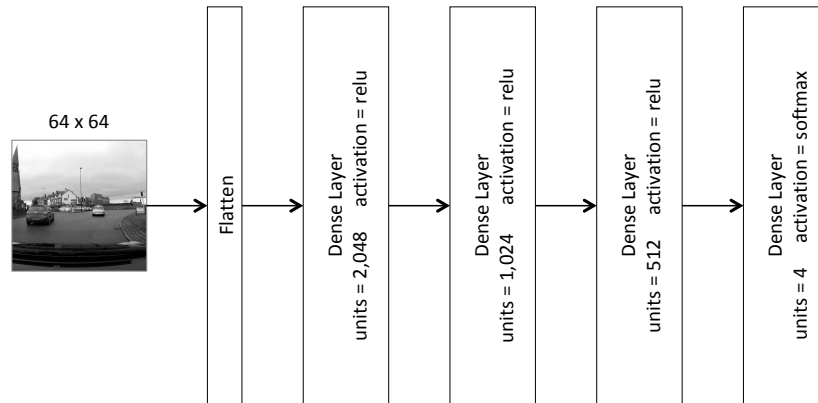 64 x 64
Flatten
Dense Layer
units = 2,048 activation = relu
Dense Layer
units = 1,024 activation = relu
Dense Layer
units = 512 activation = relu
Dense Layer
units = 4 activation = softmax